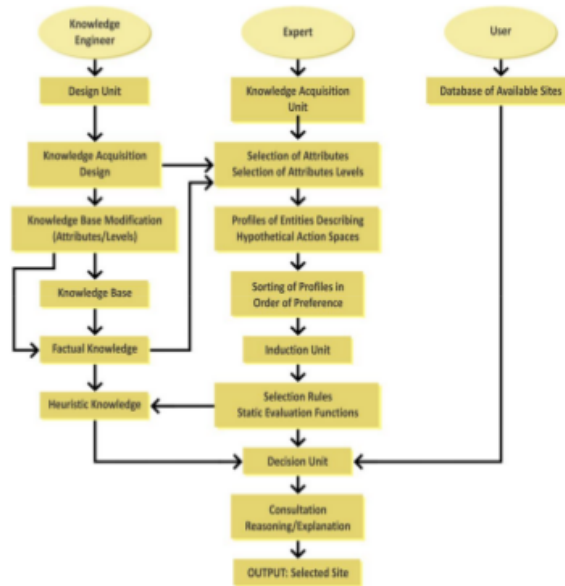 Knowledge
Engineer
Expert
User
Design Unit
Knowledge Acquisition
Unit
Database of Available Sites
Knowledge Acquisition
Design
Selection of Attributes
Selection of Attributes Levels
Knowledge Base Modification
(Attributes/Levels)
Profiles of Entities Describing
Hypothetical Action Spaces
Knowledge Base
Sorting of Profiles in
Order of Preference
Factual Knowledge
Induction Unit
Heuristic Knowledge
Selection Rules
Static Evaluation Functions
Decision Unit
Consultation
Reasoning/Explanation
OUTPUT: Selected Site